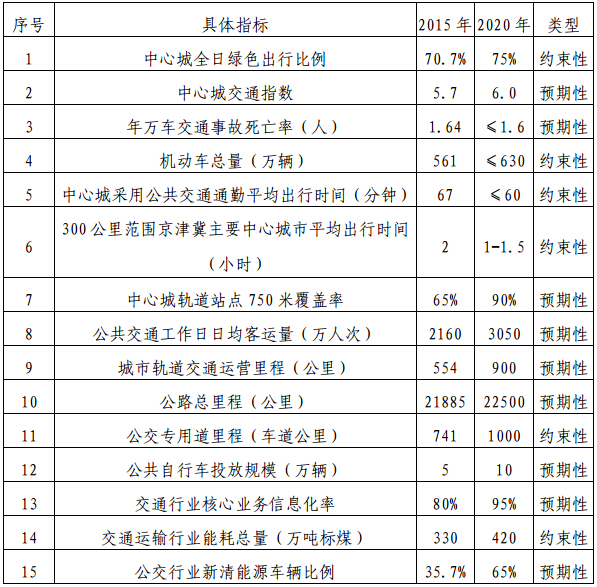 序号 具体指标 2015年 2020年 类型
1 中心城全日绿色出行比例 70.7% 75% 约束性
2 中心城交通指数 5.7 6.0 预期性
3 年万车交通事故死亡率（人） 1.64 ≤1.6 预期性
4 机动车总量（万辆） 561 ≤630 约束性
5 中心城采用公共交通通勤平均出行时间（分钟） 67 ≤60 约束性
6 300公里范围京津冀主要中心城市平均出行时间
（小时） 2 1-1.5 约束性
7 中心城轨道站点750米覆盖率 65% 90% 预期性
8 公共交通工作日日均客运量（万人次） 2160 3050 预期性
9 城市轨道交通运营里程（公里） 554 900 预期性
10 公路总里程（公里） 21885 22500 预期性
11 公交专用道里程（车道公里） 741 1000 约束性
12 公共自行车投放规模（万辆） 5 10 预期性
13 交通行业核心业务信息化率 80% 95% 预期性
14 交通运输行业能耗总量（万吨标煤） 330 420 约束性
15 公交行业新清能源车辆比例 35.7% 65% 预期性